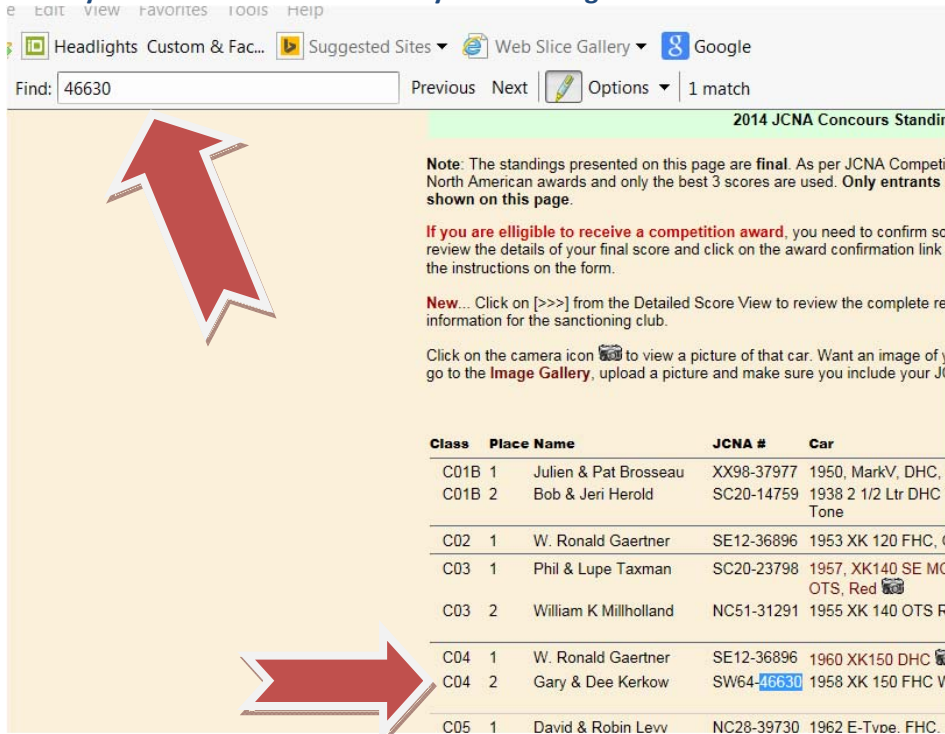 e Edit View Favorites Tools Help
Headlights Custom & Fac... Suggested Sites Web Slice Gallery Google
Find: 46630 Previous Next Options 1 match
2014 JCNA Concours
Note: The standings presented on this page are final. As per JCNA
North American awards and only the best 3 scores are used. Only entrants
shown on this page.
If you are elligible to receive a competition award, you need to confirm
review the details of your final score and click on the award confirmation link
the instructions on the form.
New... Click on [>>>] from the Detailed Score View to review the complete
information for the sanctioning club.
Click on the camera icon to view a picture of that car. Want an image of
go to the Image Gallery, upload a picture and make sure you include your
Class Place Name JCNA # Car
C01B 1 Julien & Pat Brosseau XX98-37977 1950, MarkV, DHC,
C01B 2 Bob & Jeri Herold SC20-14759 1938 2 1/2 Ltr DHC
Tone
C02 1 W. Ronald Gaertner SE12-36896 1953 XK 120 FHC,
C03 1 Phil & Lupe Taxman SC20-23798 1957, XK140 SE
OTS, Red
C03 2 William K Millholland NC51-31291 1955 XK 140 OTS
C04 1 W. Ronald Gaertner SE12-36896 1960 XK150 DHC
C04 2 Gary & Dee Kerkow SW64-46630 1958 XK 150 FHC
C05 1 David & Robin Levy NC28-39730 1962 E-Type, FHC,